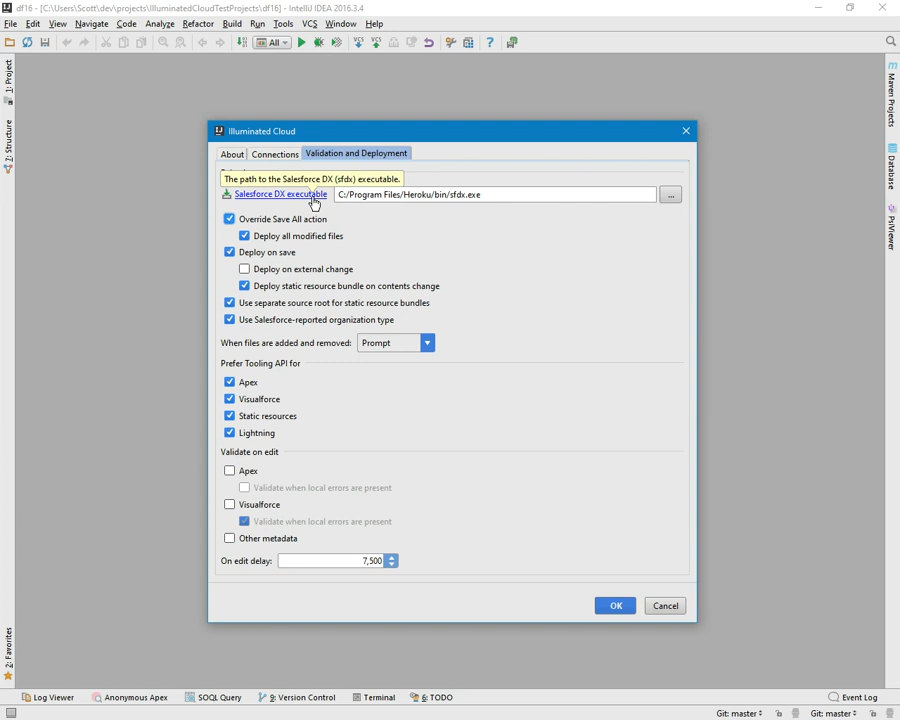 df16 - [C:\Users\Scott\dev\projects\IlluminatedCloudTestProjects\df16] - IntelliJ IDEA 2016.3.4
File Edit View Navigate Code Analyze Refactor Build Run Tools VCS Window Help
All VCS VCS ?
1: Project
7: Structure
2: Favorites
Maven Projects
Database
PsiViewer
Illuminated Cloud
About Connections Validation and Deployment
The path to the Salesforce DX (sfdx) executable.
Salesforce DX executable C:/Program Files/Heroku/bin/sfdx.exe ...
Override Save All action
Deploy all modified files
Deploy on save
Deploy on external change
Deploy static resource bundle on contents change
Use separate source root for static resource bundles
Use Salesforce-reported organization type
When files are added and removed: Prompt
Prefer Tooling API for
Apex
Visualforce
Static resources
Lightning
Validate on edit
Apex
Validate when local errors are present
Visualforce
Validate when local errors are present
Other metadata
On edit delay: 7,500
OK Cancel
Log Viewer Anonymous Apex SOQL Query 9: Version Control Terminal 6: TODO Event Log
Git: master Git: master